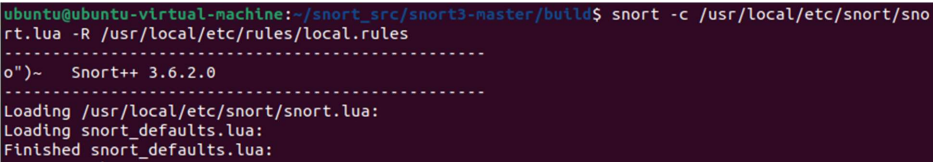 ubuntu@ubuntu-virtual-machine:~/snort_src/snort3-master/build$ snort -c /usr/local/etc/snort/sno
rt.lua -R /usr/local/etc/rules/local.rules
--------------------------------------------------
o")~   Snort++ 3.6.2.0
--------------------------------------------------
Loading /usr/local/etc/snort/snort.lua:
Loading snort_defaults.lua:
Finished snort_defaults.lua: